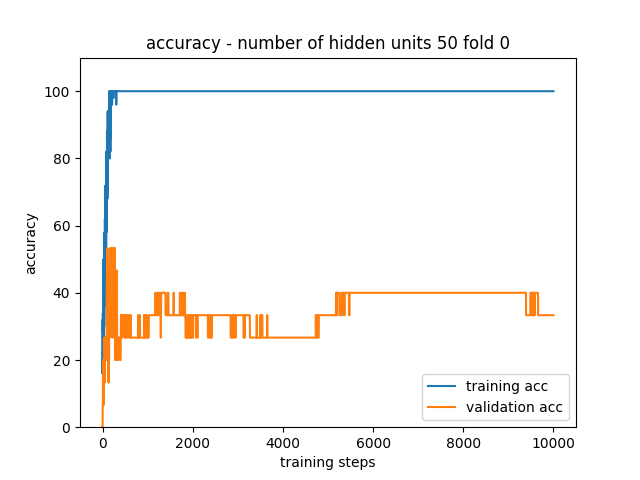 accuracy - number of hidden units 50 fold 0
accuracy
100
80
60
40
20
0
0 2000 4000 6000 8000 10000
training steps
training acc
validation acc